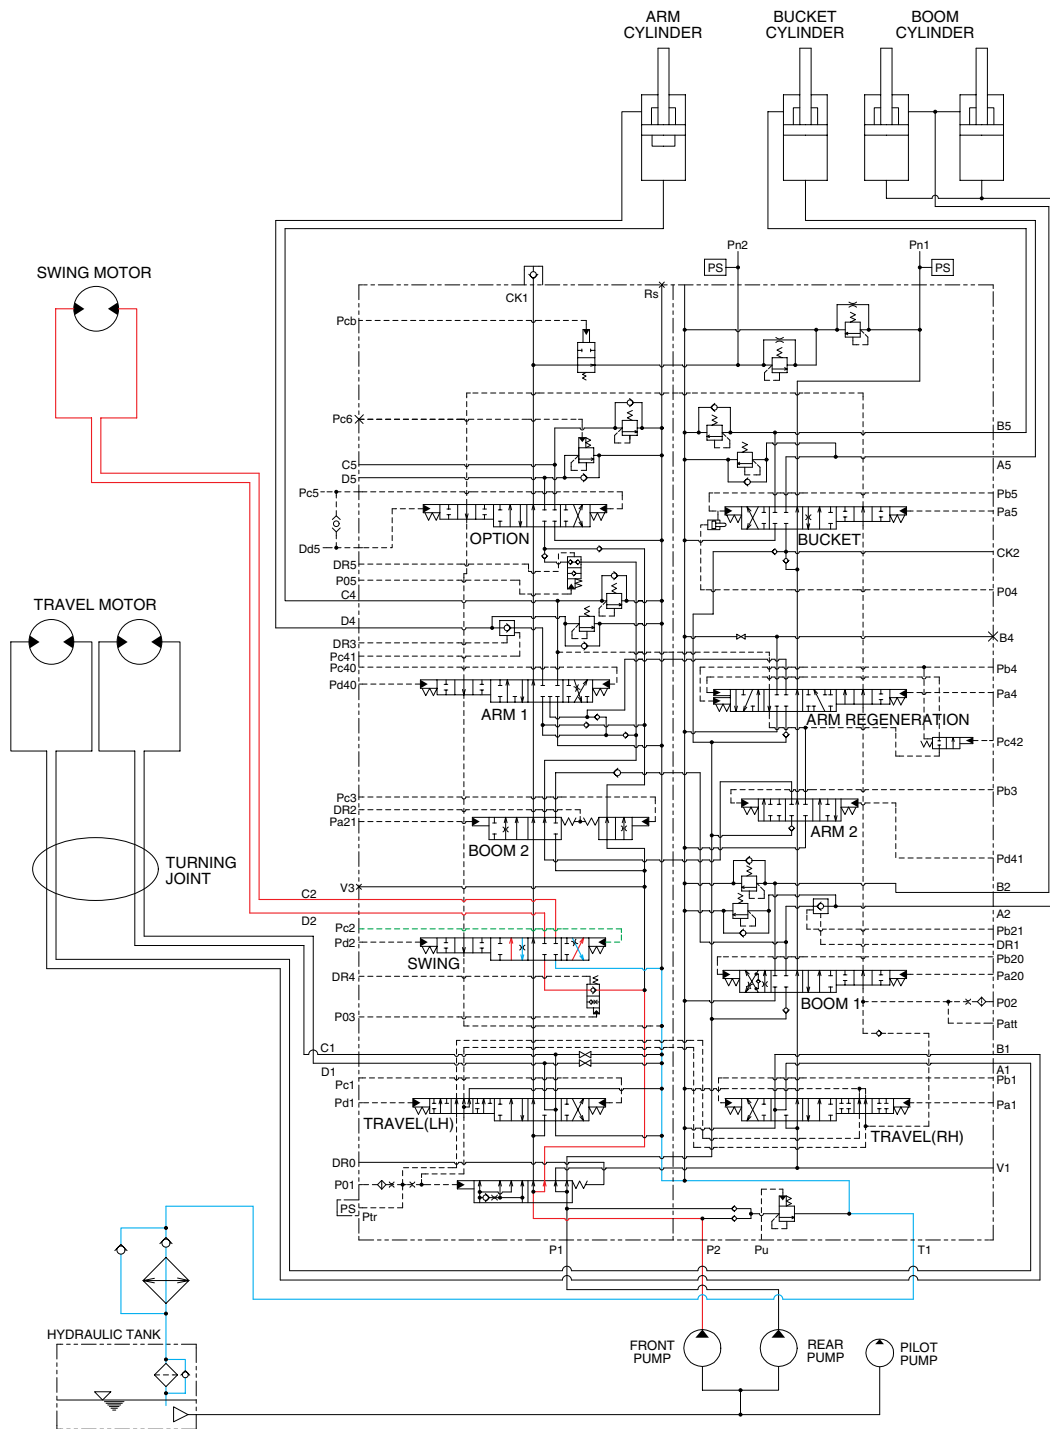 ARM
CYLINDER
BUCKET
CYLINDER
BOOM
CYLINDER
SWING MOTOR
TRAVEL MOTOR
TURNING
JOINT
Pn2
Pn1
PS
PS
CK1
Rs
Pcb
Pc6
C5
D5
Pc5
Dd5
DR5
P05
C4
D4
DR3
Pc41
Pc40
Pd40
Pc3
DR2
Pa21
V3
C2
D2
Pc2
Pd2
DR4
P03
C1
D1
Pc1
Pd1
DR0
P01
PS
Ptr
OPTION
ARM 1
BOOM 2
SWING
TRAVEL(LH)
BUCKET
ARM REGENERATION
ARM 2
BOOM 1
TRAVEL(RH)
B5
A5
Pb5
Pa5
CK2
P04
B4
Pb4
Pa4
Pc42
Pb3
Pd41
B2
A2
Pb21
DR1
Pb20
Pa20
P02
Patt
B1
A1
Pb1
Pa1
V1
P1
P2
Pu
T1
HYDRAULIC TANK
FRONT
PUMP
REAR
PUMP
PILOT
PUMP